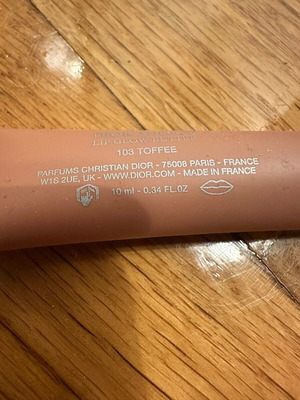 103 TOFFEE
PARFUMS CHRISTIAN DIOR - 75008 PARIS - FRANCE
W1S 2UE, UK - WWW.DIOR.COM - MADE IN FRANCE
10 ml - 0.34 FL.OZ